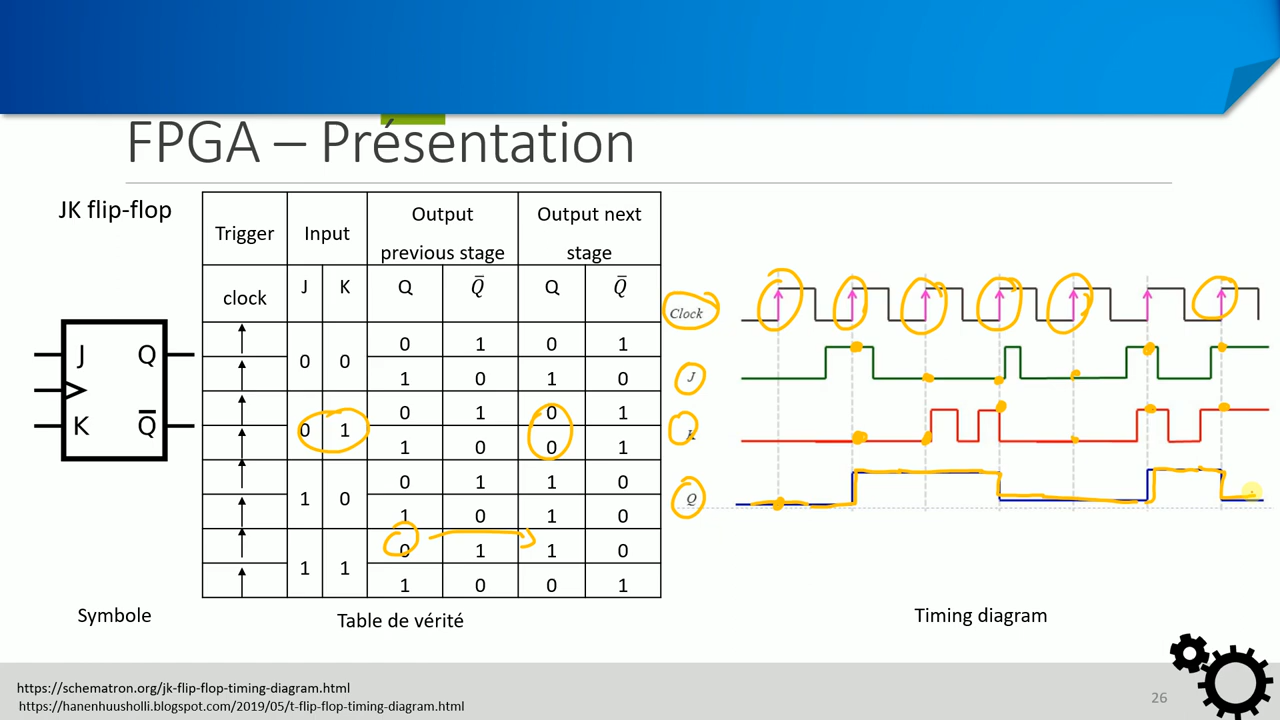 FPGA – Présentation
JK flip-flop
Trigger Input Output previous stage Output next stage
clock J K Q Q̅ Q Q̅
0 0 0 1 0 1
1 0 1 0
0 1 0 1 0 1
1 0 0 1
1 0 0 1 1 0
1 0 1 0
1 1 0 1 1 0
1 0 0 1
J Q
K Q̅
Symbole
Table de vérité
Clock
J
K
Q
Timing diagram
https://schematron.org/jk-flip-flop-timing-diagram.html
https://hanenhuusholli.blogspot.com/2019/05/t-flip-flop-timing-diagram.html
26